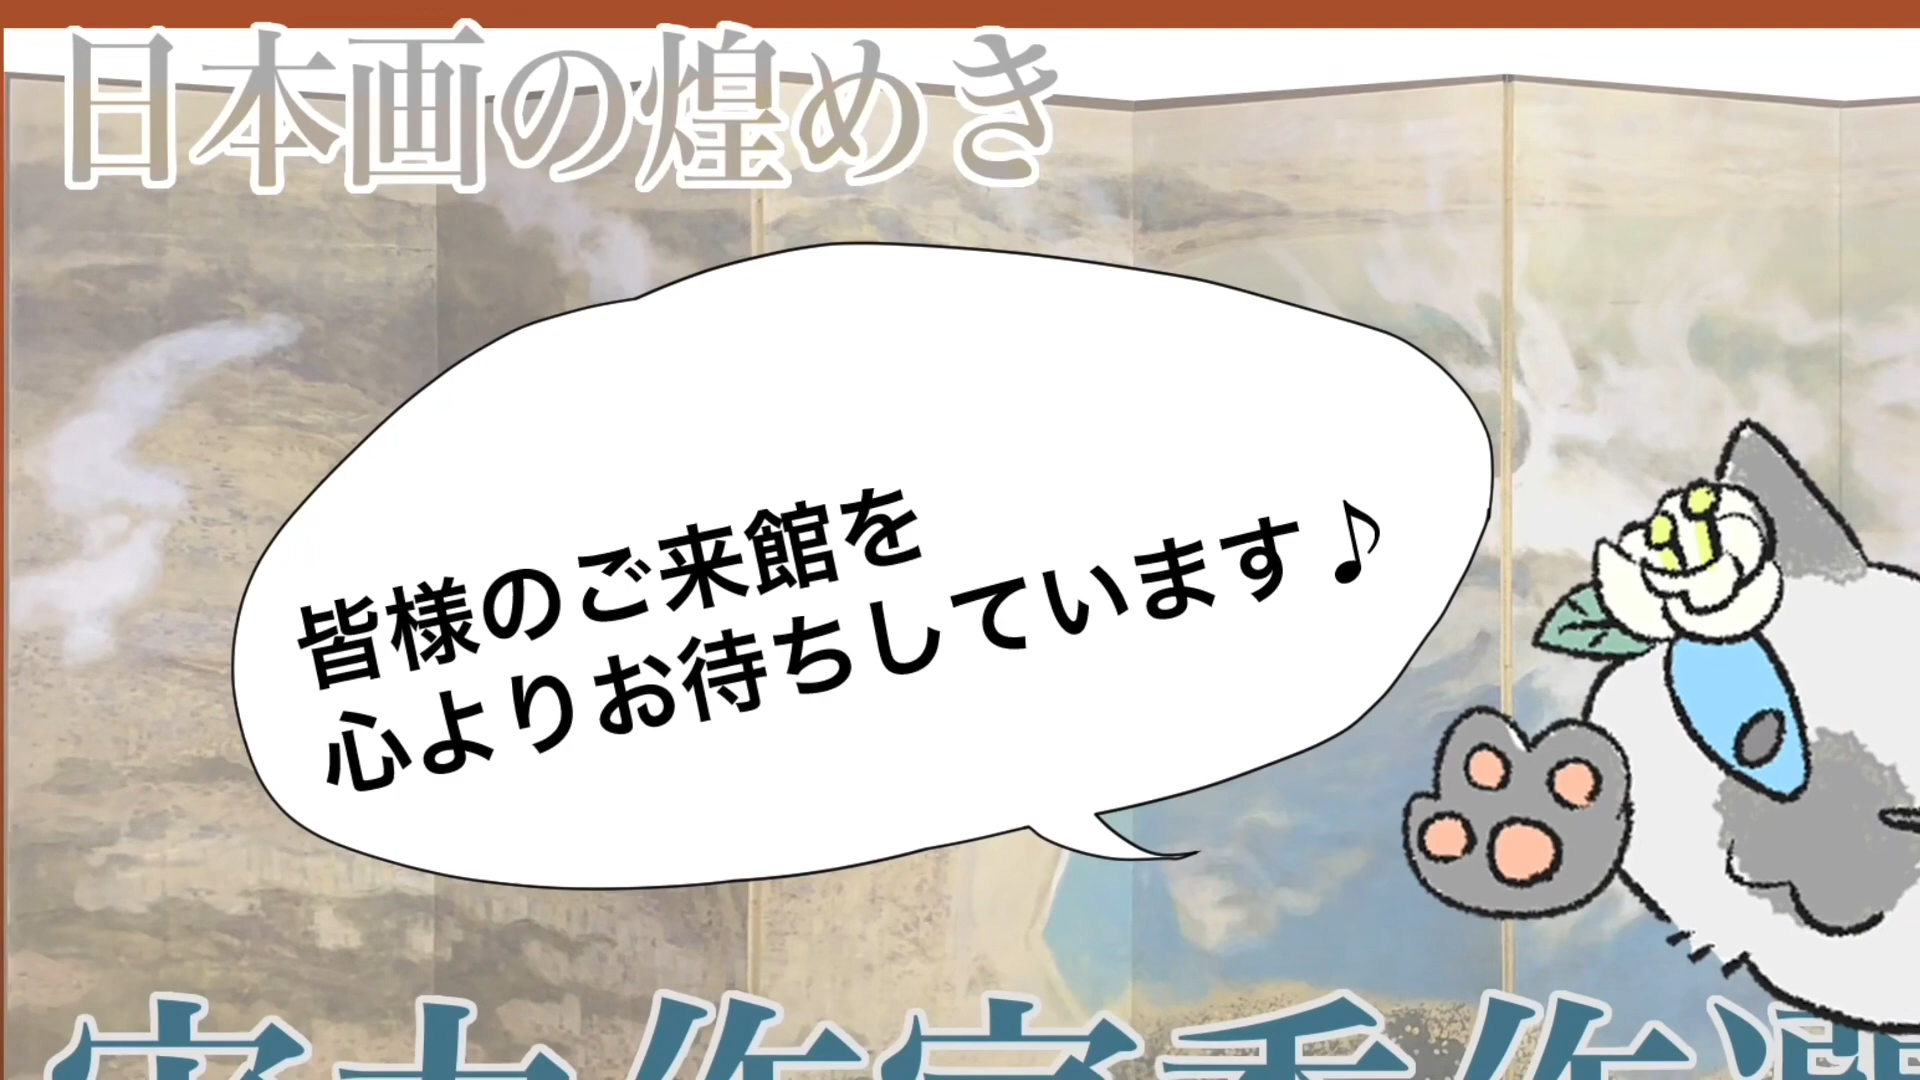 日本画の煌めき
皆様のご来館を
心よりお待ちしています♪